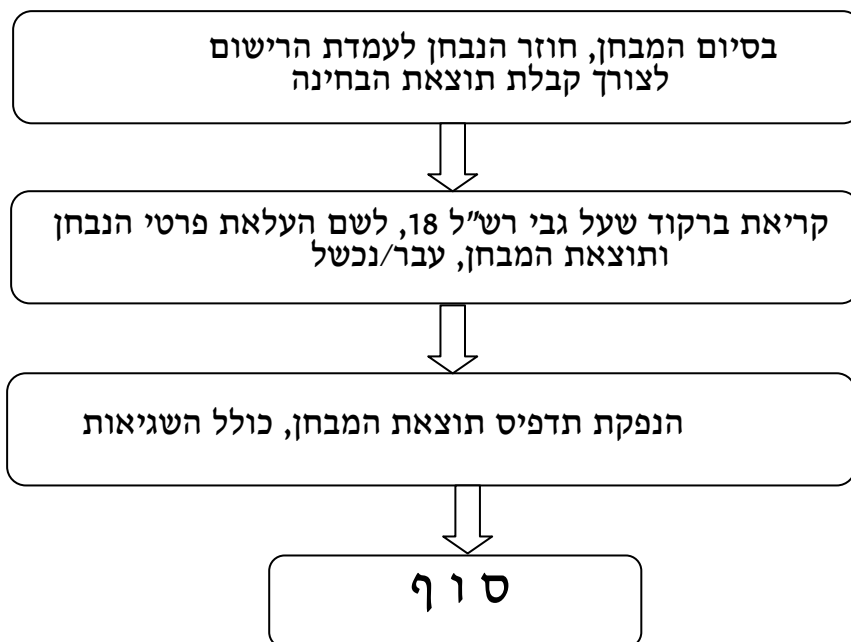 בסיום המבחן, חוזר הנבחן לעמדת הרישום
לצורך קבלת תוצאת הבחינה
קריאת ברקוד שעל גבי רש"ל 18, לשם העלאת פרטי הנבחן
ותוצאת המבחן, עבר/נכשל
הנפקת תדפיס תוצאת המבחן, כולל השגיאות
ס ו ף